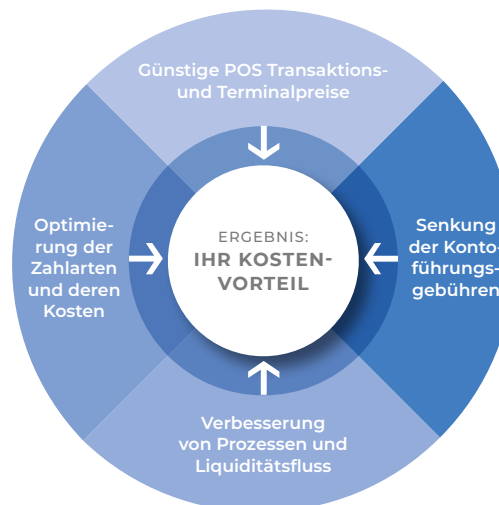 Günstige POS Transaktions-
und Terminalpreise
Optimie-
rung der
Zahlarten
und deren
Kosten
ERGEBNIS:
IHR KOSTEN-
VORTEIL
Senkung
der Konto-
führungs-
gebühren
Verbesserung
von Prozessen und
Liquiditätsfluss